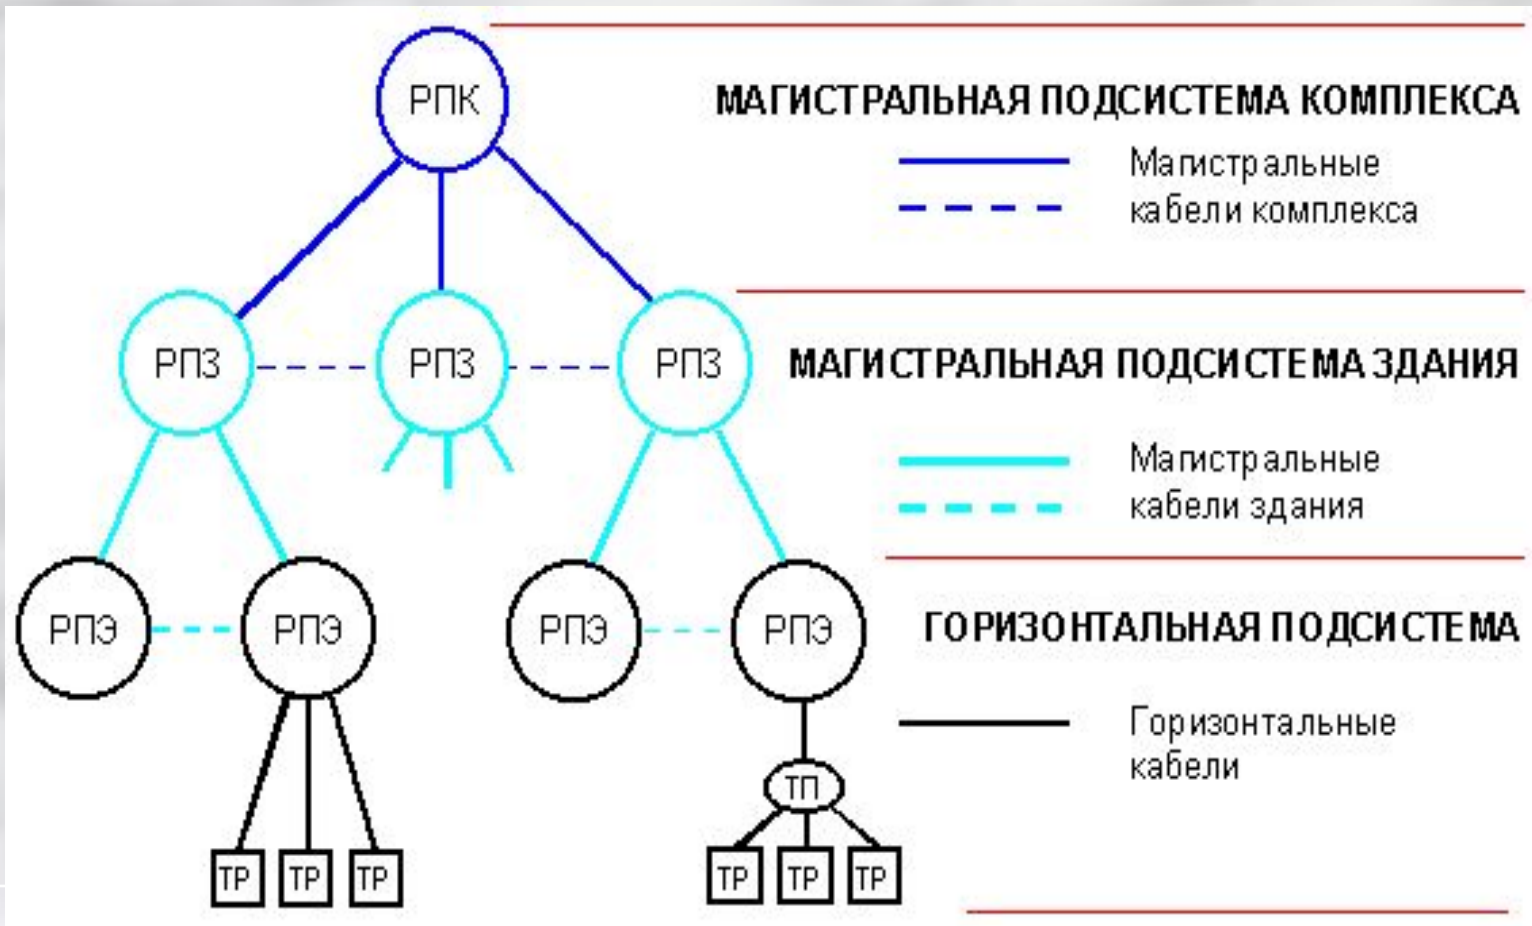 РПК
МАГИСТРАЛЬНАЯ ПОДСИСТЕМА КОМПЛЕКСА
Магистральные
кабели комплекса
РПЗ РПЗ РПЗ
МАГИСТРАЛЬНАЯ ПОДСИСТЕМА ЗДАНИЯ
Магистральные
кабели здания
РПЭ РПЭ РПЭ РПЭ
ГОРИЗОНТАЛЬНАЯ ПОДСИСТЕМА
Горизонтальные
кабели
ТП
ТР ТР ТР ТР ТР ТР